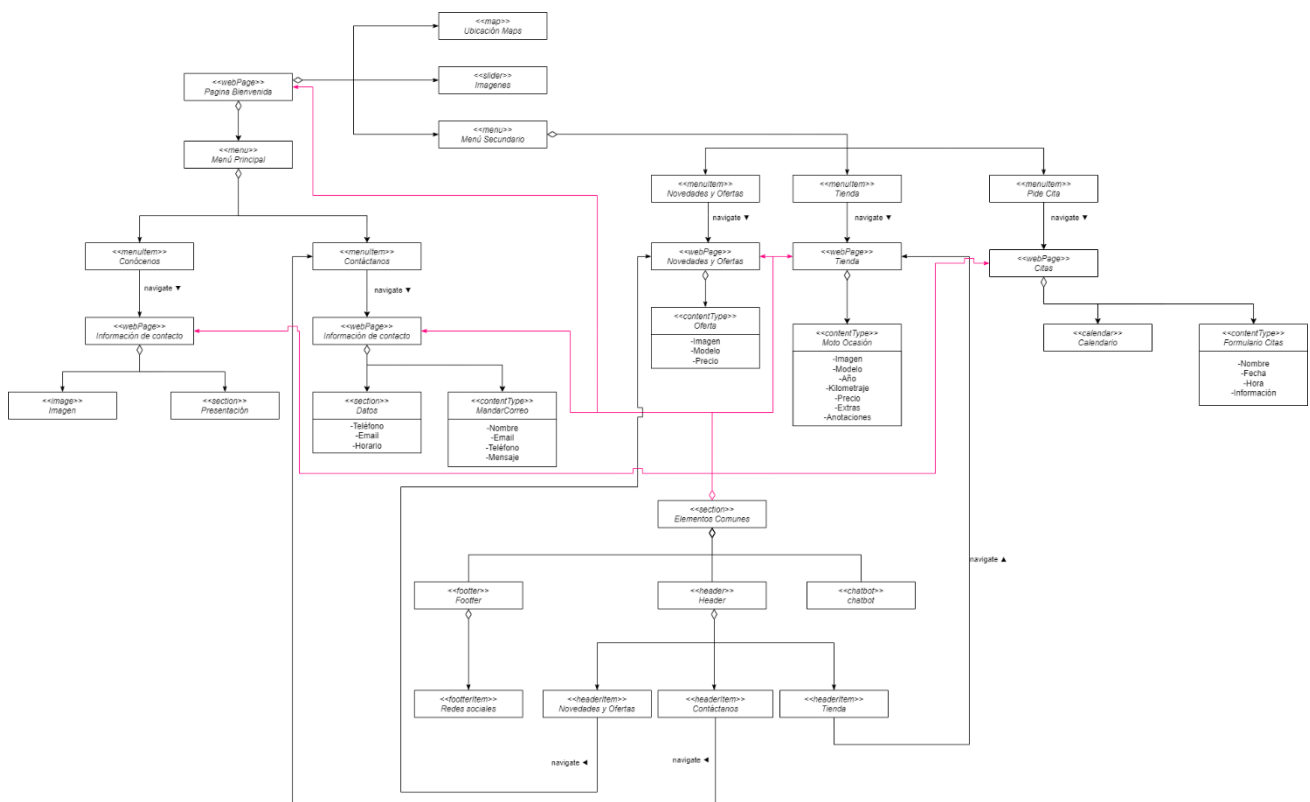 <<map>>
Ubicación Maps
<<slider>>
Imagenes
<<webPage>>
Pagina Bienvenida
<<menu>>
Menú Secundario
<<menu>>
Menú Principal
<<menuItem>>
Novedades y Ofertas
<<menuItem>>
Tienda
<<menuItem>>
Pide Cita
navigate ▼
navigate ▼
navigate ▼
<<menuItem>>
Conócenos
<<menuItem>>
Contáctanos
<<webPage>>
Novedades y Ofertas
<<webPage>>
Tienda
<<webPage>>
Citas
navigate ▼
navigate ▼
<<webPage>>
Información de contacto
<<webPage>>
Información de contacto
<<contentType>>
Oferta
-Imagen
-Modelo
-Precio
<<contentType>>
Moto Ocasión
-Imagen
-Modelo
-Año
-Kilometraje
-Precio
-Extras
-Anotaciones
<<calendar>>
Calendario
<<contentType>>
Formulario Citas
-Nombre
-Fecha
-Hora
-Información
<<image>>
Imagen
<<section>>
Presentación
<<section>>
Datos
-Teléfono
-Email
-Horario
<<contentType>>
MandarCorreo
-Nombre
-Email
-Teléfono
-Mensaje
<<section>>
Elementos Comunes
navigate ▲
<<footter>>
Footter
<<header>>
Header
<<chatbot>>
chatbot
<<footterItem>>
Redes sociales
<<headerItem>>
Novedades y Ofertas
<<headerItem>>
Contáctanos
<<headerItem>>
Tienda
navigate ◄
navigate ◄